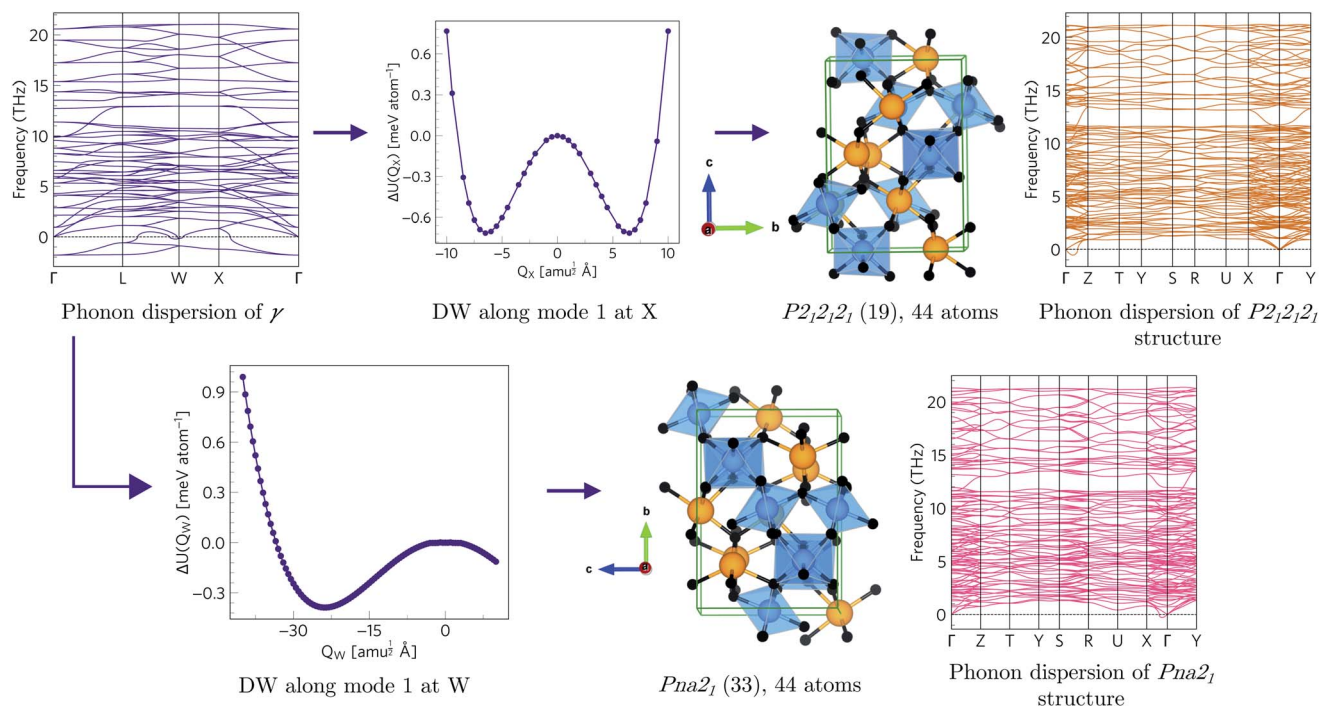 Frequency (THz)
20
15
10
5
0
Γ L W X Γ
Phonon dispersion of γ
ΔU(Qₓ) [meV atom⁻¹]
0.6
0.3
0.0
−0.3
−0.6
−10 −5 0 5 10
Qₓ [amu^½ Å]
DW along mode 1 at X
c
a
b
P2₁2₁2₁ (19), 44 atoms
Frequency (THz)
20
15
10
5
0
Γ Z T Y S R U X Γ Y
Phonon dispersion of P2₁2₁2₁
structure
ΔU(Q_W) [meV atom⁻¹]
0.9
0.6
0.3
0.0
−0.3
−30 −15 0
Q_W [amu^½ Å]
DW along mode 1 at W
b
c
a
Pna2₁ (33), 44 atoms
Frequency (THz)
20
15
10
5
0
Γ Z T Y S R U X Γ Y
Phonon dispersion of Pna2₁
structure